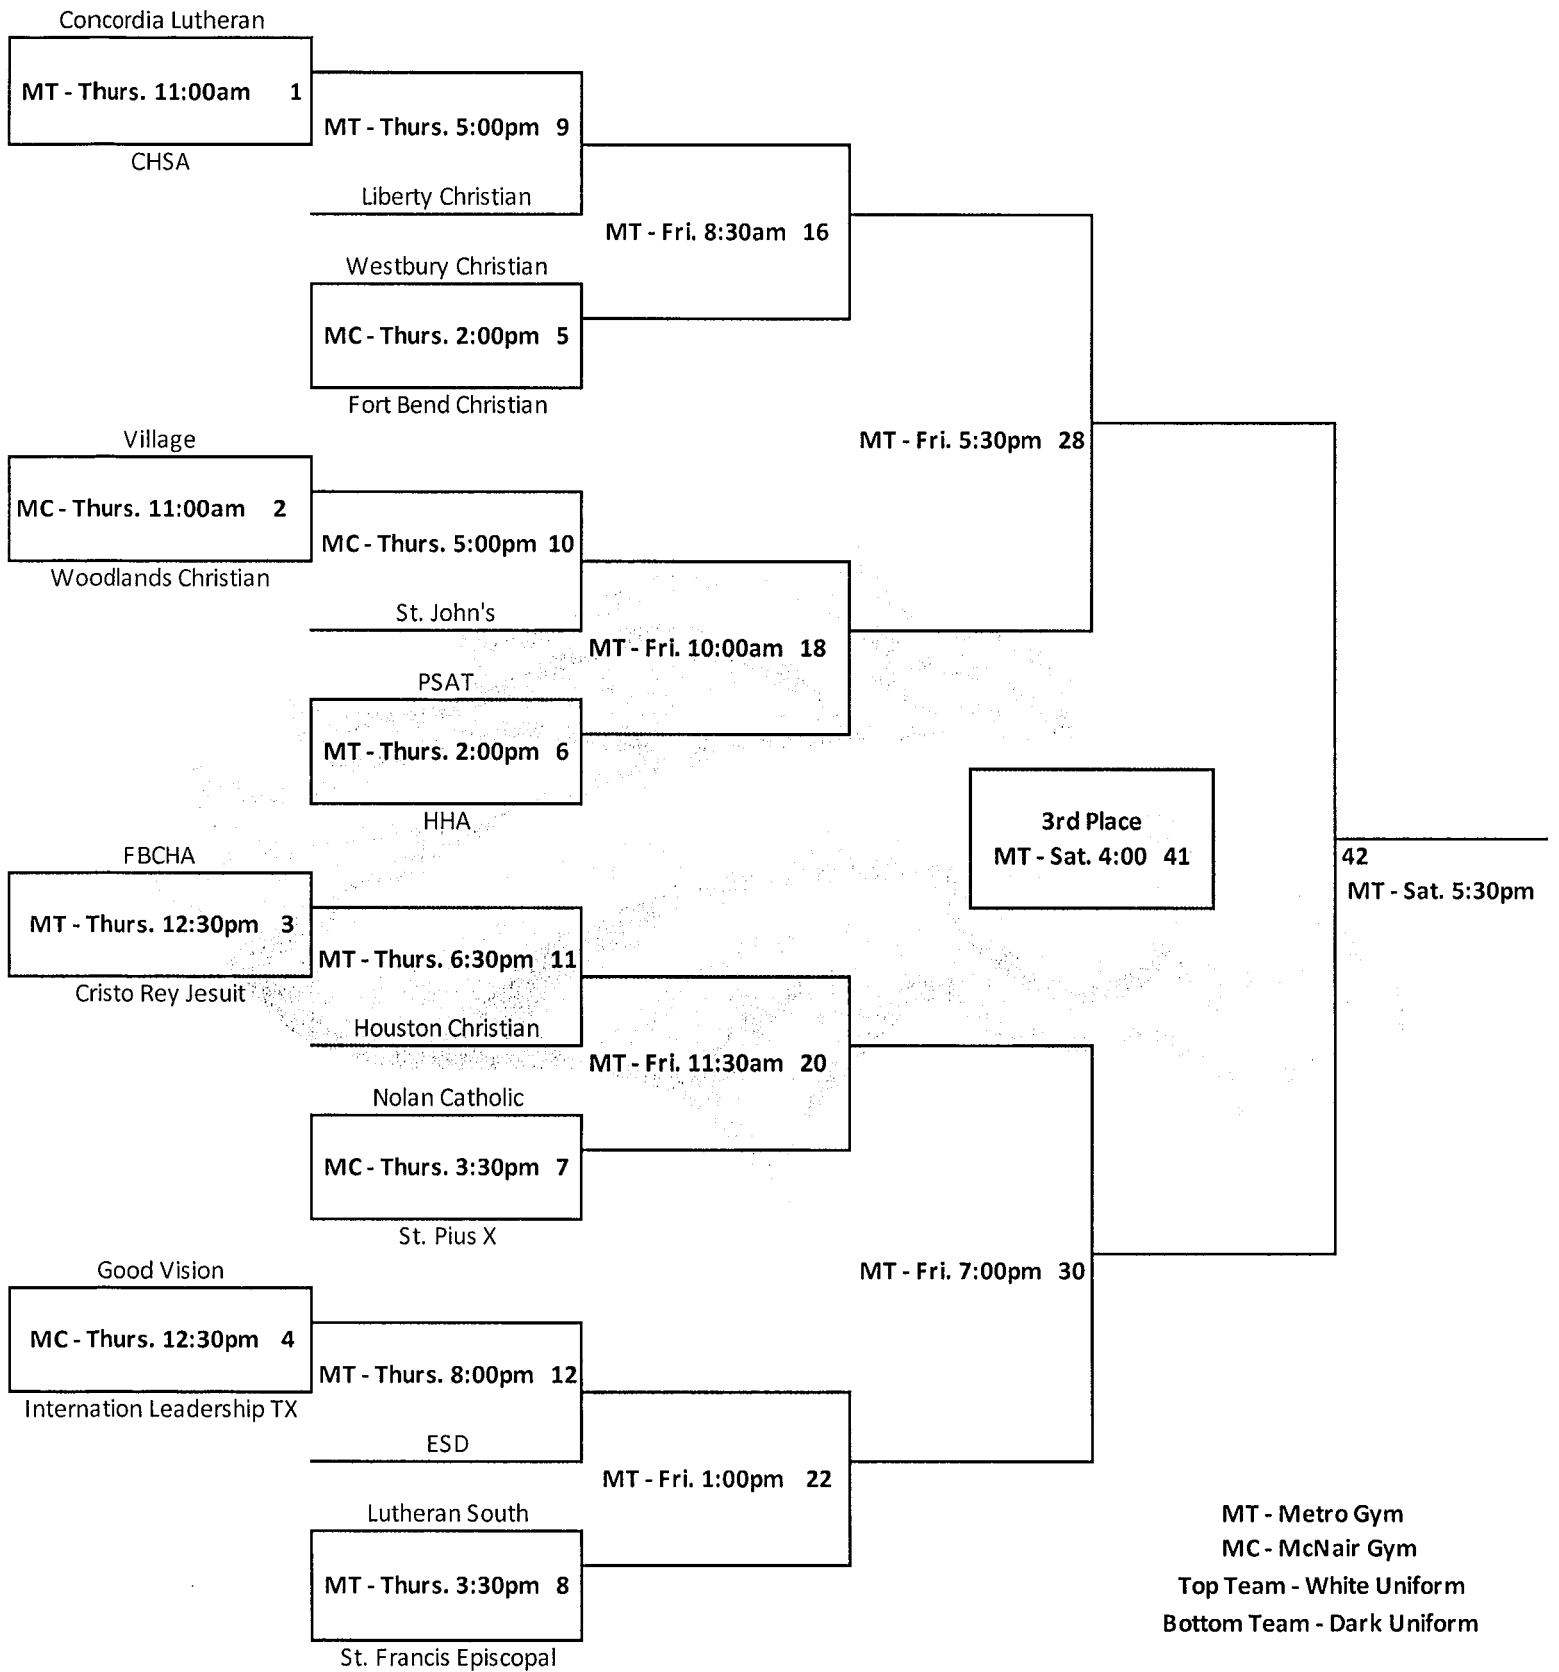 Concordia Lutheran
MT - Thurs. 11:00am 1
MT - Thurs. 5:00pm 9
CHSA
Liberty Christian
MT - Fri. 8:30am 16
Westbury Christian
MC - Thurs. 2:00pm 5
Fort Bend Christian
Village
MT - Fri. 5:30pm 28
MC - Thurs. 11:00am 2
MC - Thurs. 5:00pm 10
Woodlands Christian
St. John's
MT - Fri. 10:00am 18
PSAT
MT - Thurs. 2:00pm 6
HHA
3rd Place
MT - Sat. 4:00 41
42
MT - Sat. 5:30pm
FBCHA
MT - Thurs. 12:30pm 3
MT - Thurs. 6:30pm 11
Cristo Rey Jesuit
Houston Christian
MT - Fri. 11:30am 20
Nolan Catholic
MC - Thurs. 3:30pm 7
St. Pius X
Good Vision
MT - Fri. 7:00pm 30
MC - Thurs. 12:30pm 4
MT - Thurs. 8:00pm 12
Internation Leadership TX
ESD
MT - Fri. 1:00pm 22
Lutheran South
MT - Thurs. 3:30pm 8
St. Francis Episcopal
MT - Metro Gym
MC - McNair Gym
Top Team - White Uniform
Bottom Team - Dark Uniform